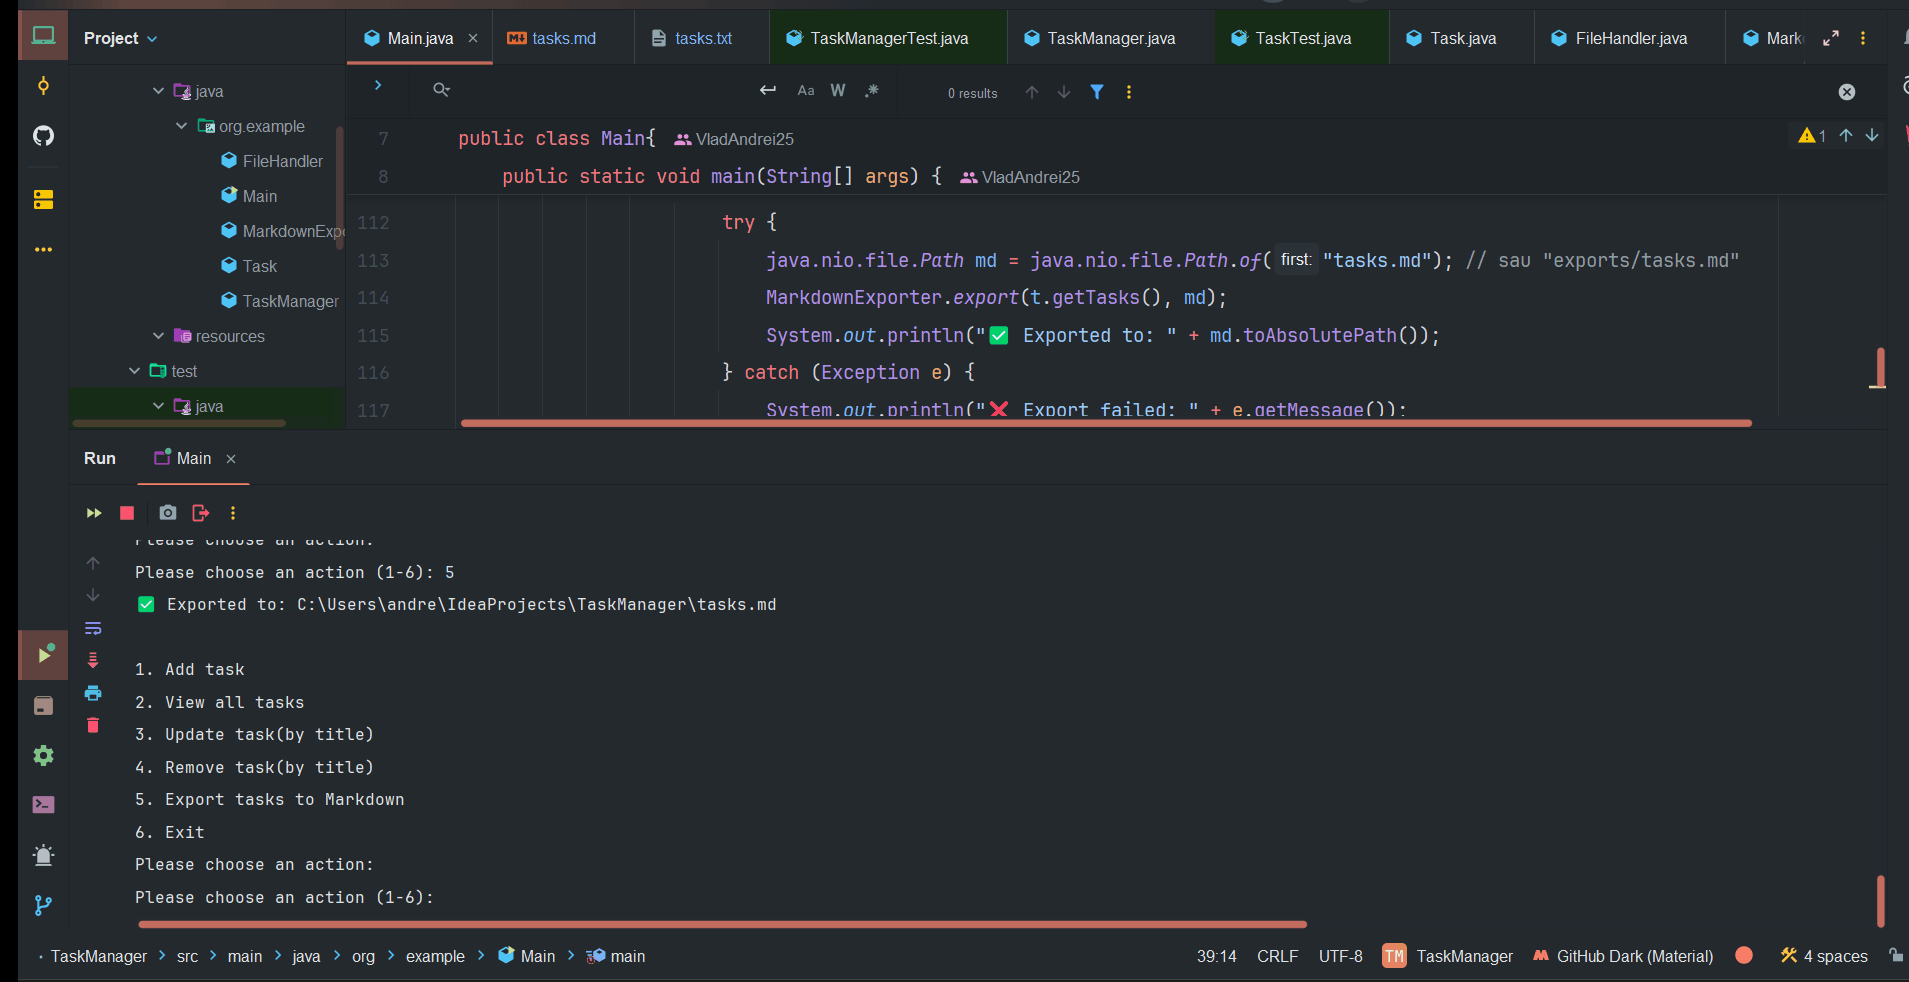 Project
Main.java
tasks.md
tasks.txt
TaskManagerTest.java
TaskManager.java
TaskTest.java
Task.java
FileHandler.java
Mark
java
org.example
FileHandler
Main
MarkdownExpo
Task
TaskManager
resources
test
java
Aa W .* 0 results
7 public class Main{ VladAndrei25
1
8 public static void main(String[] args) { VladAndrei25
112 try {
113 java.nio.file.Path md = java.nio.file.Path.of( first: "tasks.md"); // sau "exports/tasks.md"
114 MarkdownExporter.export(t.getTasks(), md);
115 System.out.println("✅ Exported to: " + md.toAbsolutePath());
116 } catch (Exception e) {
117 System.out.println("❌ Export failed: " + e.getMessage());
Run Main
Please choose an action:
Please choose an action (1-6): 5
✅ Exported to: C:\Users\andre\IdeaProjects\TaskManager\tasks.md
1. Add task
2. View all tasks
3. Update task(by title)
4. Remove task(by title)
5. Export tasks to Markdown
6. Exit
Please choose an action:
Please choose an action (1-6):
TaskManager > src > main > java > org > example > Main > main
39:14 CRLF UTF-8 TM TaskManager GitHub Dark (Material) 4 spaces